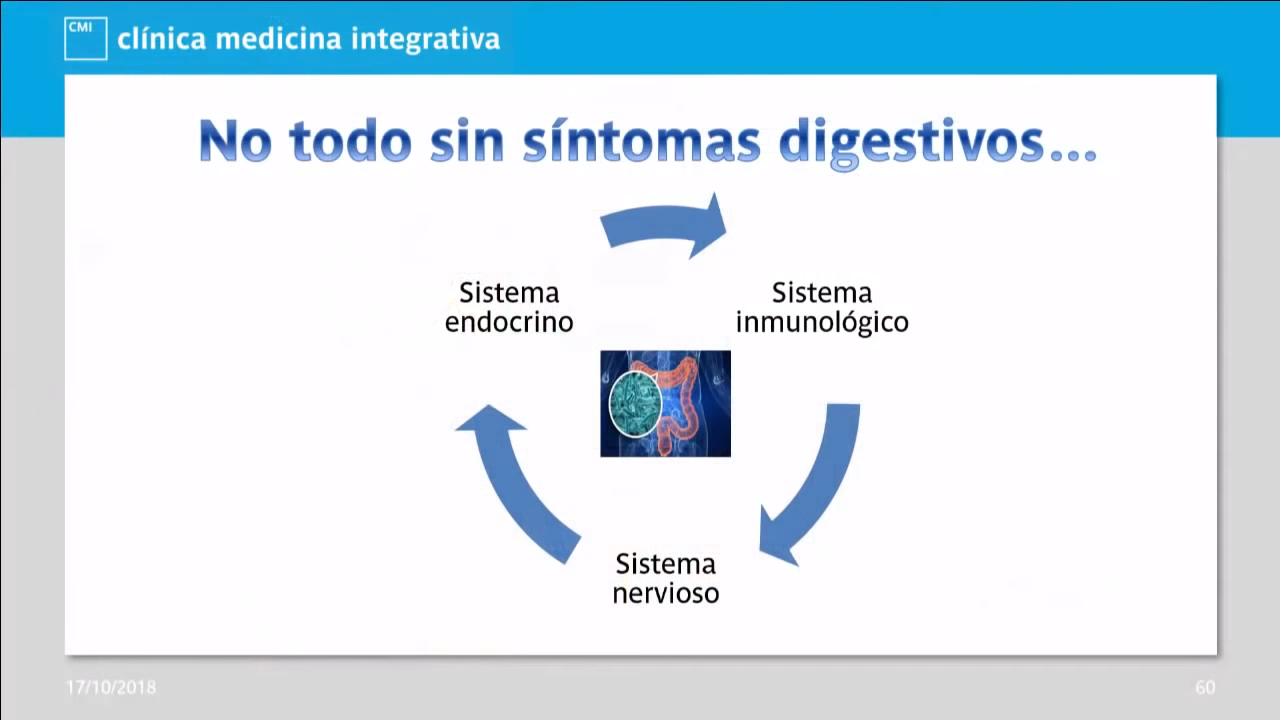 CMI
clínica medicina integrativa
No todo sin síntomas digestivos...
Sistema
endocrino
Sistema
inmunológico
Sistema
nervioso
17/10/2018
60